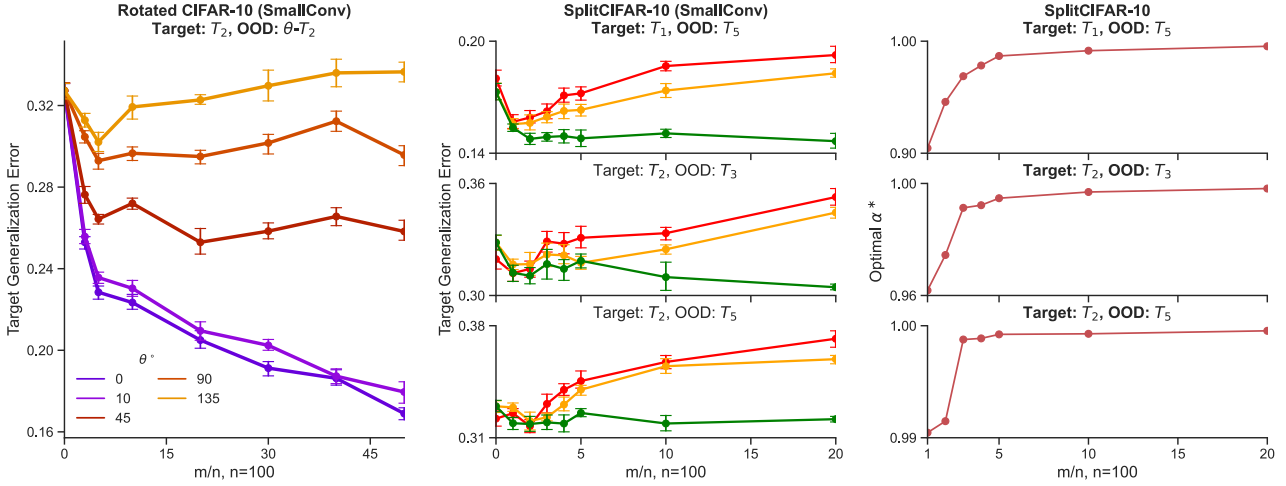 Rotated CIFAR-10 (SmallConv)
Target: T₂, OOD: θ-T₂
Target Generalization Error
0.32
0.28
0.24
0.20
0.16
θ°
0
10
45
90
135
0
15
30
45
m/n, n=100
SplitCIFAR-10 (SmallConv)
Target: T₁, OOD: T₅
0.20
0.14
Target: T₂, OOD: T₃
Target Generalization Error
0.36
0.30
Target: T₂, OOD: T₅
0.38
0.31
0
5
10
15
20
m/n, n=100
SplitCIFAR-10
Target: T₁, OOD: T₅
1.00
0.90
Target: T₂, OOD: T₃
Optimal α*
1.00
0.96
Target: T₂, OOD: T₅
1.00
0.99
1
5
10
15
20
m/n, n=100